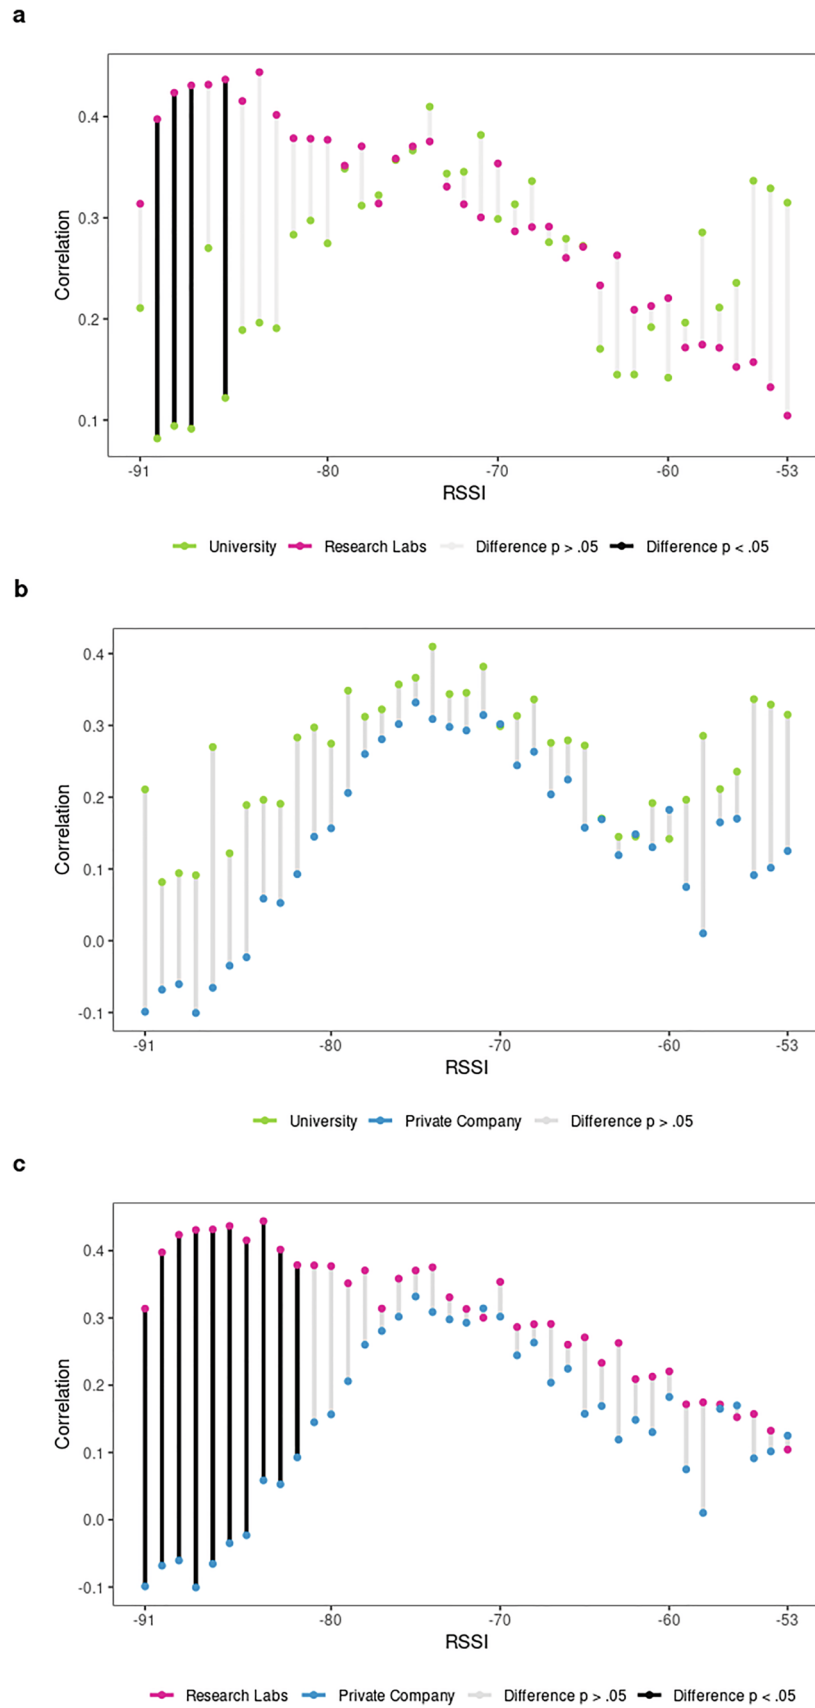 a
0.4
0.3
0.2
0.1
Correlation
-91 -80 -70 -60 -53
RSSI
University Research Labs Difference p > .05 Difference p < .05
b
0.4
0.3
0.2
0.1
0.0
-0.1
Correlation
-91 -80 -70 -60 -53
RSSI
University Private Company Difference p > .05
c
0.4
0.3
0.2
0.1
0.0
-0.1
Correlation
-91 -80 -70 -60 -53
RSSI
Research Labs Private Company Difference p > .05 Difference p < .05